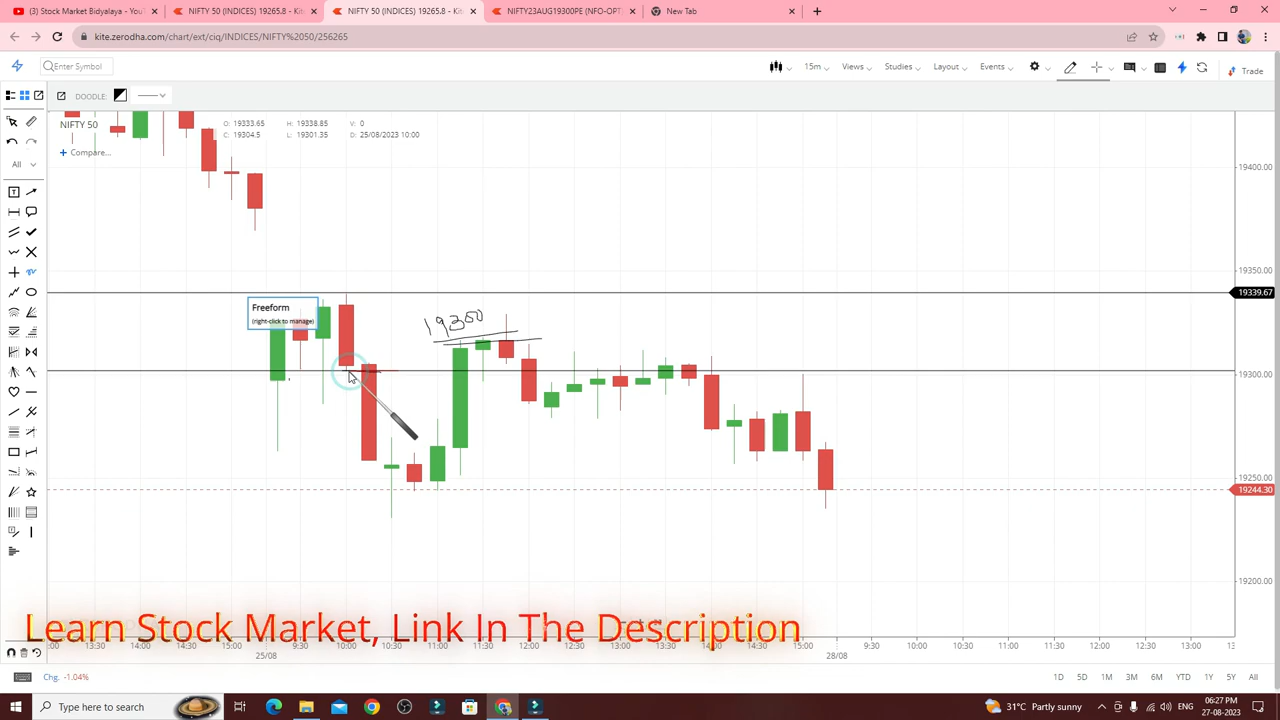 (3) Stock Market Bidyalaya - You
NIFTY 50 (INDICES) 19265.8 - Kit
NIFTY 50 (INDICES) 19265.8 - Kit
NIFTY23AUG19300PE (NFO-OPT
New Tab
kite.zerodha.com/chart/ext/ciq/INDICES/NIFTY%2050/256265
Enter Symbol
15m
Views
Studies
Layout
Events
Trade
DOODLE:
NIFTY 50
O: 19333.65 H: 19338.85 V: 0
C: 19304.5 L: 19301.35 D: 25/08/2023 10:00
+ Compare...
All
19400.00
19350.00
19339.67
Freeform
(right-click to manage)
19300
19300.00
19250.00
19244.30
19200.00
Learn Stock Market, Link In The Description
13:30 14:00 14:30 15:00 25/08 9:30 10:00 10:30 11:00 11:30 12:00 12:30 13:00 13:30 14:00 14:30 15:00 28/08 9:30 10:00 10:30 11:00 11:30 12:00 12:30 13:00
Chg. -1.04%
1D 5D 1M 3M 6M YTD 1Y 5Y All
Type here to search
31°C Partly sunny
ENG
06:27 PM
27-08-2023